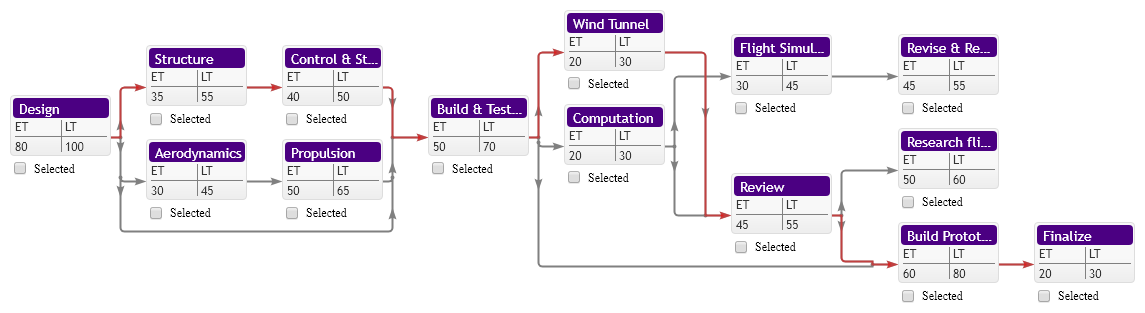 Design
ET LT
80 100
Selected
Structure
ET LT
35 55
Selected
Aerodynamics
ET LT
30 45
Selected
Control & St...
ET LT
40 50
Selected
Propulsion
ET LT
50 65
Selected
Build & Test...
ET LT
50 70
Selected
Wind Tunnel
ET LT
20 30
Selected
Computation
ET LT
20 30
Selected
Flight Simul...
ET LT
30 45
Selected
Review
ET LT
45 55
Selected
Revise & Re...
ET LT
45 55
Selected
Research fli...
ET LT
50 60
Selected
Build Protot...
ET LT
60 80
Selected
Finalize
ET LT
20 30
Selected